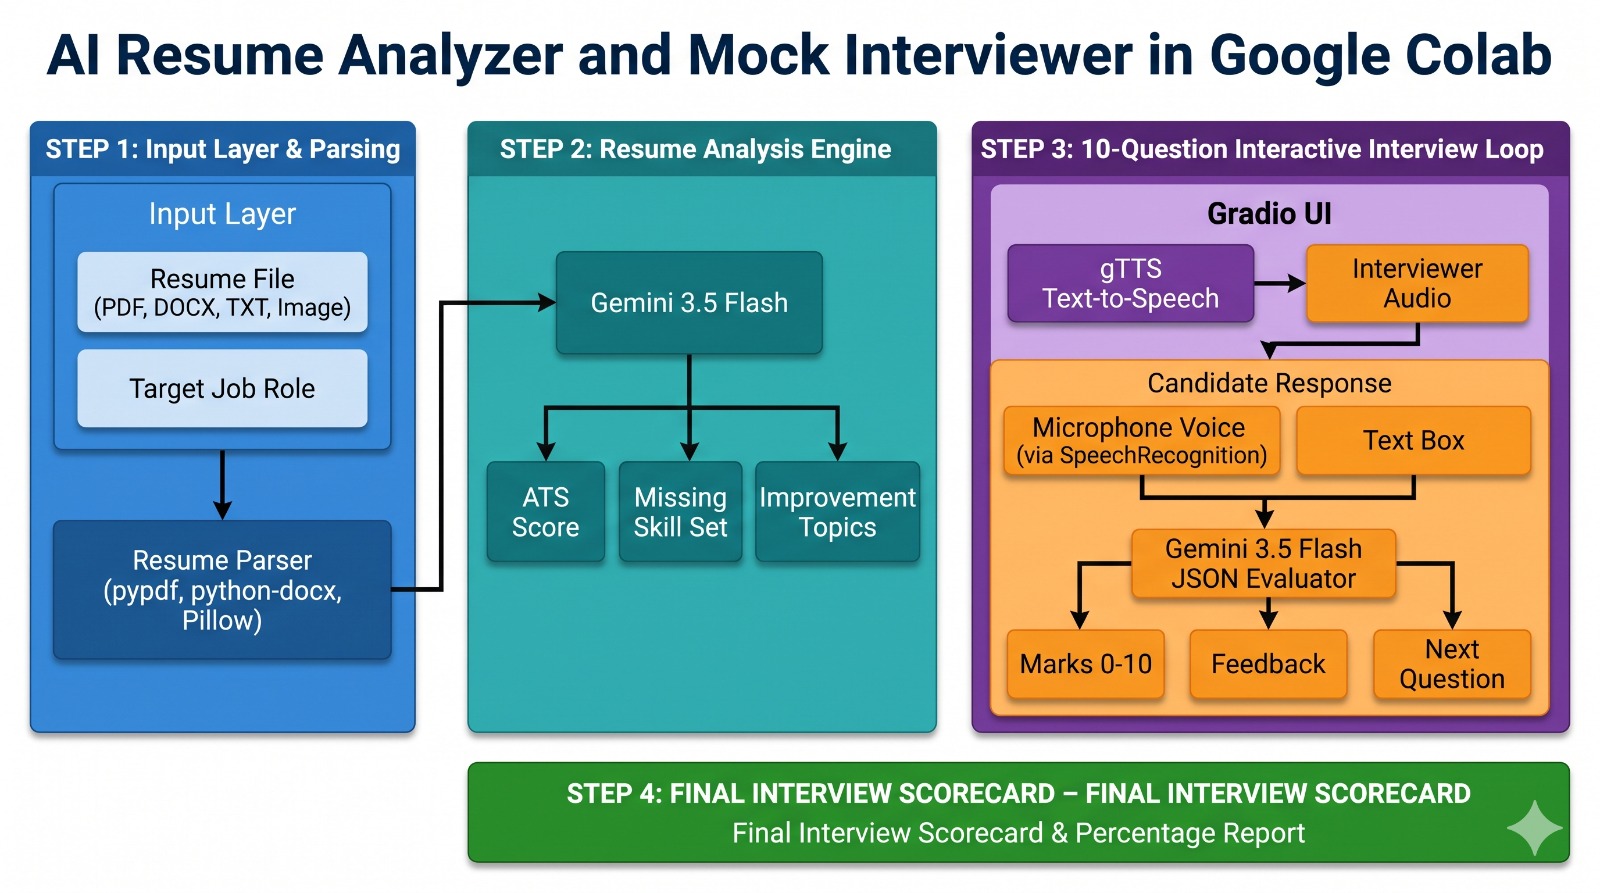 AI Resume Analyzer and Mock Interviewer in Google Colab
STEP 1: Input Layer & Parsing
Input Layer
Resume File
(PDF, DOCX, TXT, Image)
Target Job Role
Resume Parser
(pypdf, python-docx,
Pillow)
STEP 2: Resume Analysis Engine
Gemini 3.5 Flash
ATS
Score
Missing
Skill Set
Improvement
Topics
STEP 3: 10-Question Interactive Interview Loop
Gradio UI
gTTS
Text-to-Speech
Interviewer
Audio
Candidate Response
Microphone Voice
(via SpeechRecognition)
Text Box
Gemini 3.5 Flash
JSON Evaluator
Marks 0-10
Feedback
Next
Question
STEP 4: FINAL INTERVIEW SCORECARD – FINAL INTERVIEW SCORECARD
Final Interview Scorecard & Percentage Report